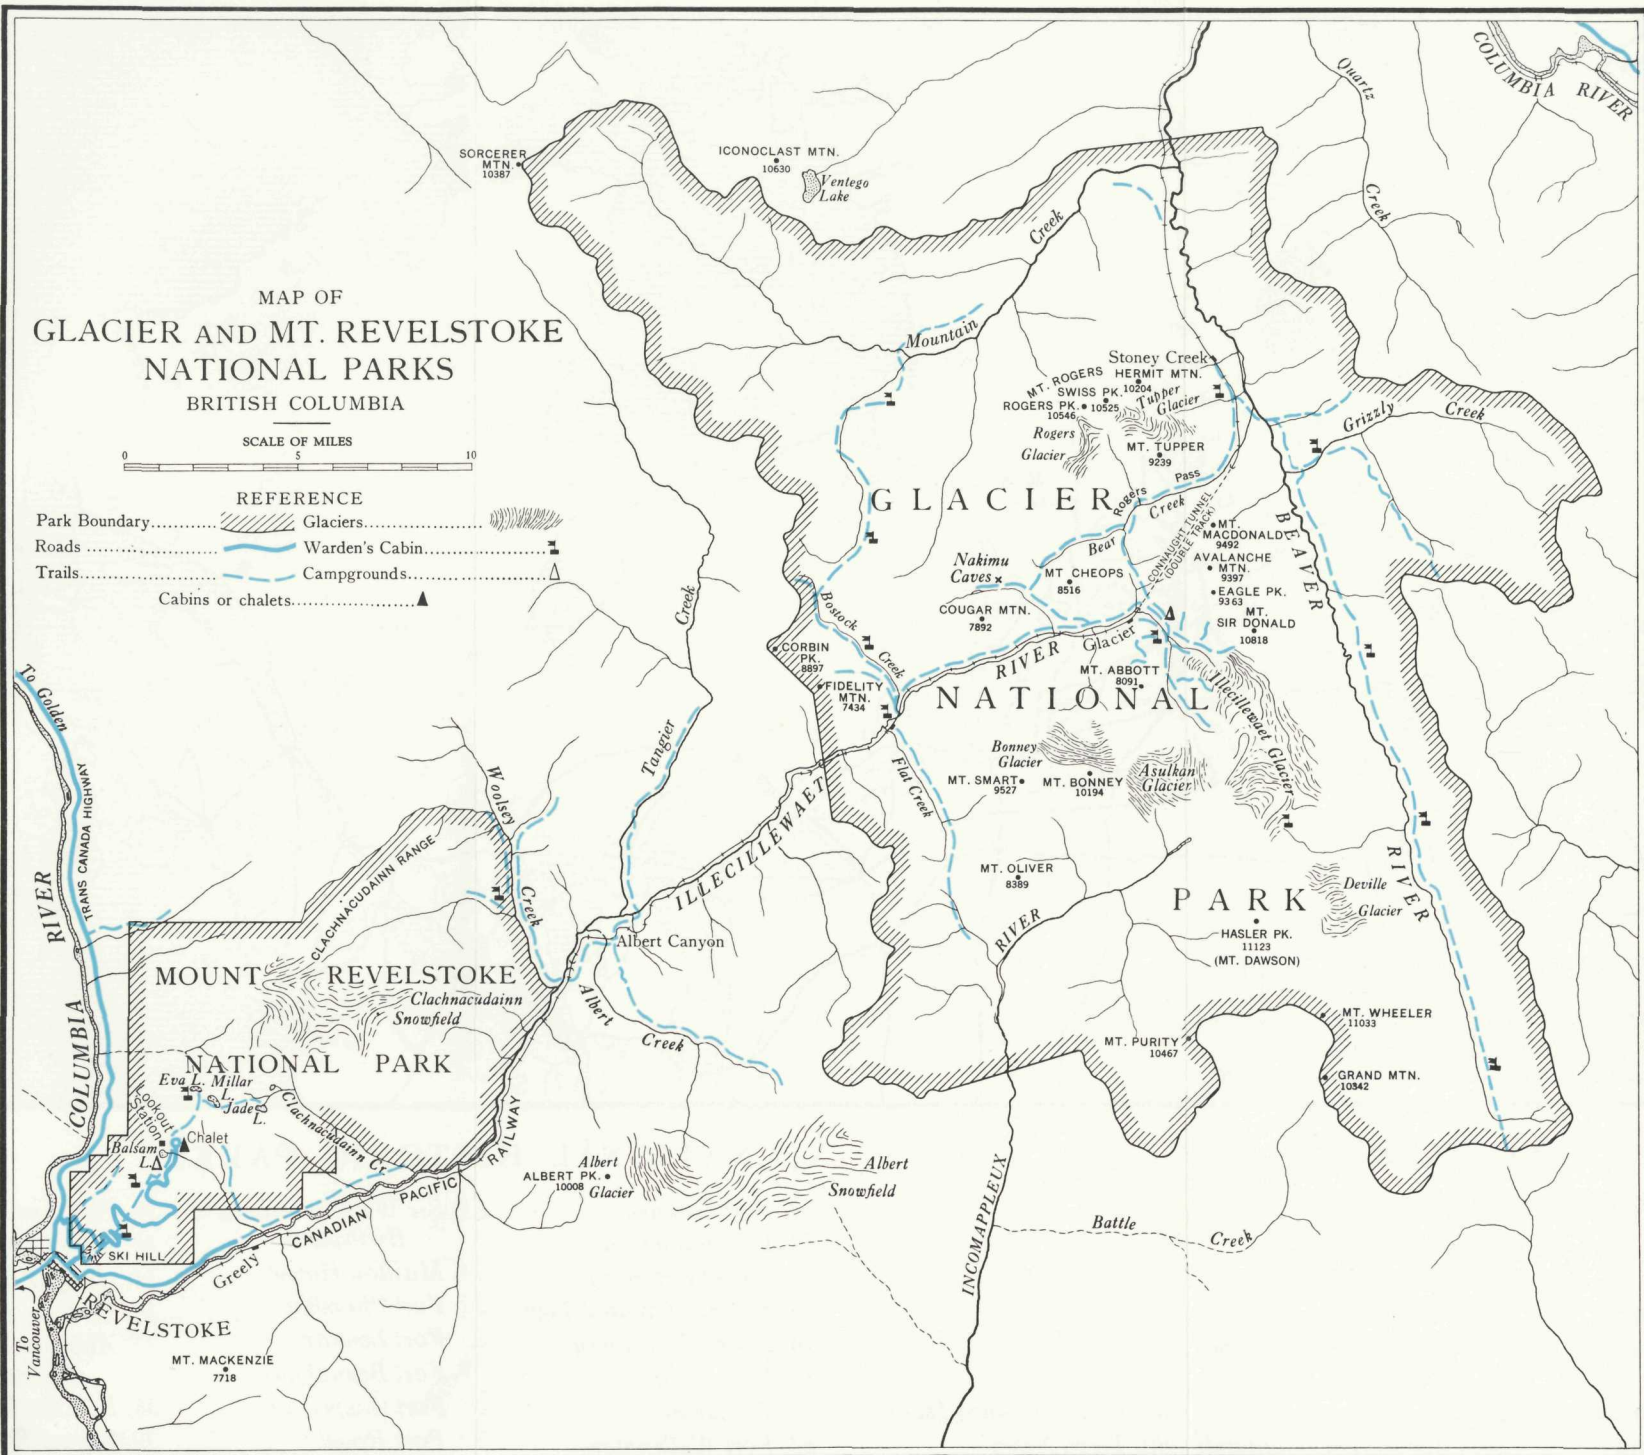 MAP OF
GLACIER AND MT. REVELSTOKE
NATIONAL PARKS
BRITISH COLUMBIA
SCALE OF MILES
0 5 10
REFERENCE
Park Boundary
Glaciers
Roads
Warden's Cabin
Trails
Campgrounds
Cabins or chalets
SORCERER
MTN.
10387
ICONOCLAST MTN.
10630
Ventego
Lake
Quartz
Creek
COLUMBIA RIVER
Mountain
Creek
Stoney Creek
HERMIT MTN.
10204
MT. ROGERS
SWISS PK.
10525
ROGERS PK.
10546
Tupper
Glacier
Rogers
Glacier
MT. TUPPER
9239
Grizzly
Creek
Rogers
Pass
Bear
Creek
CONNAUGHT TUNNEL
(DOUBLE TRACK)
MT.
MACDONALD
9492
AVALANCHE
MTN.
9397
EAGLE PK.
9363
MT.
SIR DONALD
10818
BEAVER
RIVER
GLACIER
NATIONAL
PARK
Nakimu
Caves
MT CHEOPS
8516
COUGAR MTN.
7892
Glacier
MT. ABBOTT
8091
Bostock
Creek
CORBIN
PK.
8897
FIDELITY
MTN.
7434
ILLECILLEWAET
RIVER
Illecillewaet Glacier
Bonney
Glacier
MT. SMART
9527
MT. BONNEY
10194
Asulkan
Glacier
Flat Creek
MT. OLIVER
8389
Deville
Glacier
HASLER PK.
11123
(MT. DAWSON)
MT. WHEELER
11033
MT. PURITY
10467
GRAND MTN.
10342
INCOMAPPLEUX
RIVER
Battle
Creek
Tangier
Creek
Woolsey
Creek
Albert Canyon
Albert
Creek
ALBERT PK.
10008
Albert
Glacier
Albert
Snowfield
To Golden
TRANS CANADA HIGHWAY
COLUMBIA
RIVER
CLACHNACUDAINN RANGE
MOUNT REVELSTOKE
NATIONAL PARK
Clachnacudainn
Snowfield
Eva L.
Millar
L.
Jade
L.
Clachnacudainn Cr.
Lookout
Station
Balsam
L.
Chalet
SKI HILL
Greely
CANADIAN
PACIFIC
RAILWAY
REVELSTOKE
To
Vancouver
MT. MACKENZIE
7718